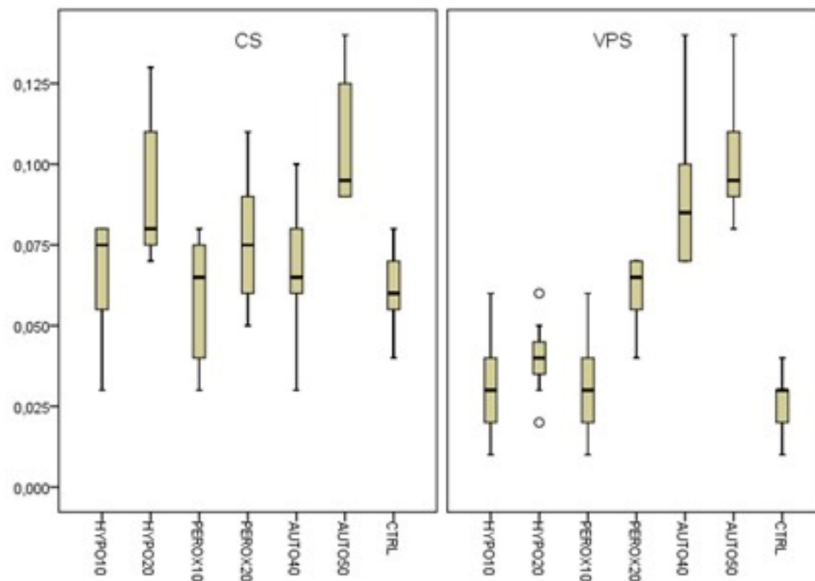 CS
VPS
0,125
0,100
0,075
0,050
0,025
0,000
HYPO10
HYPO20
PEROX10
PEROX20
AUTO40
AUTO50
CTRL
HYPO10
HYPO20
PEROX10
PEROX20
AUTO40
AUTO50
CTRL